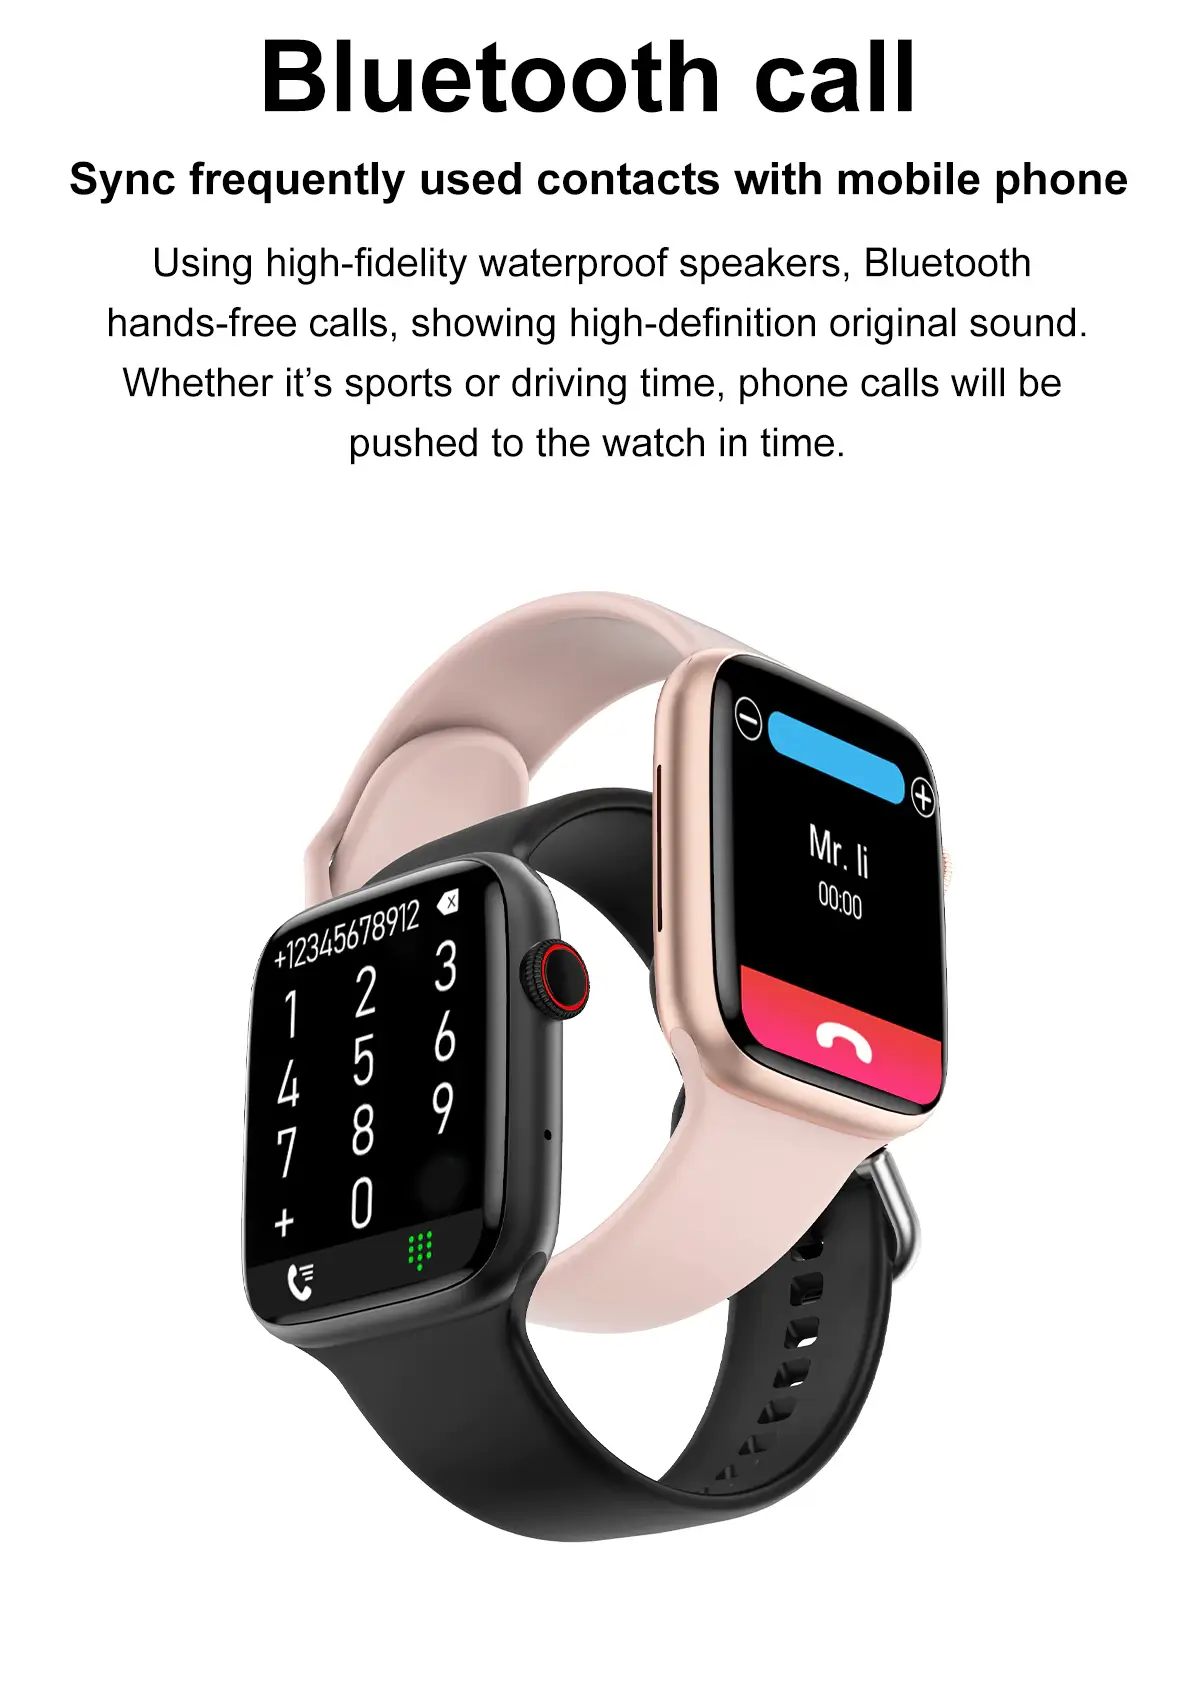 Bluetooth call
Sync frequently used contacts with mobile phone
Using high-fidelity waterproof speakers, Bluetooth
hands-free calls, showing high-definition original sound.
Whether it’s sports or driving time, phone calls will be
pushed to the watch in time.
Mr. li
00:00
+12345678912
1 2 3
4 5 6
7 8 9
+ 0